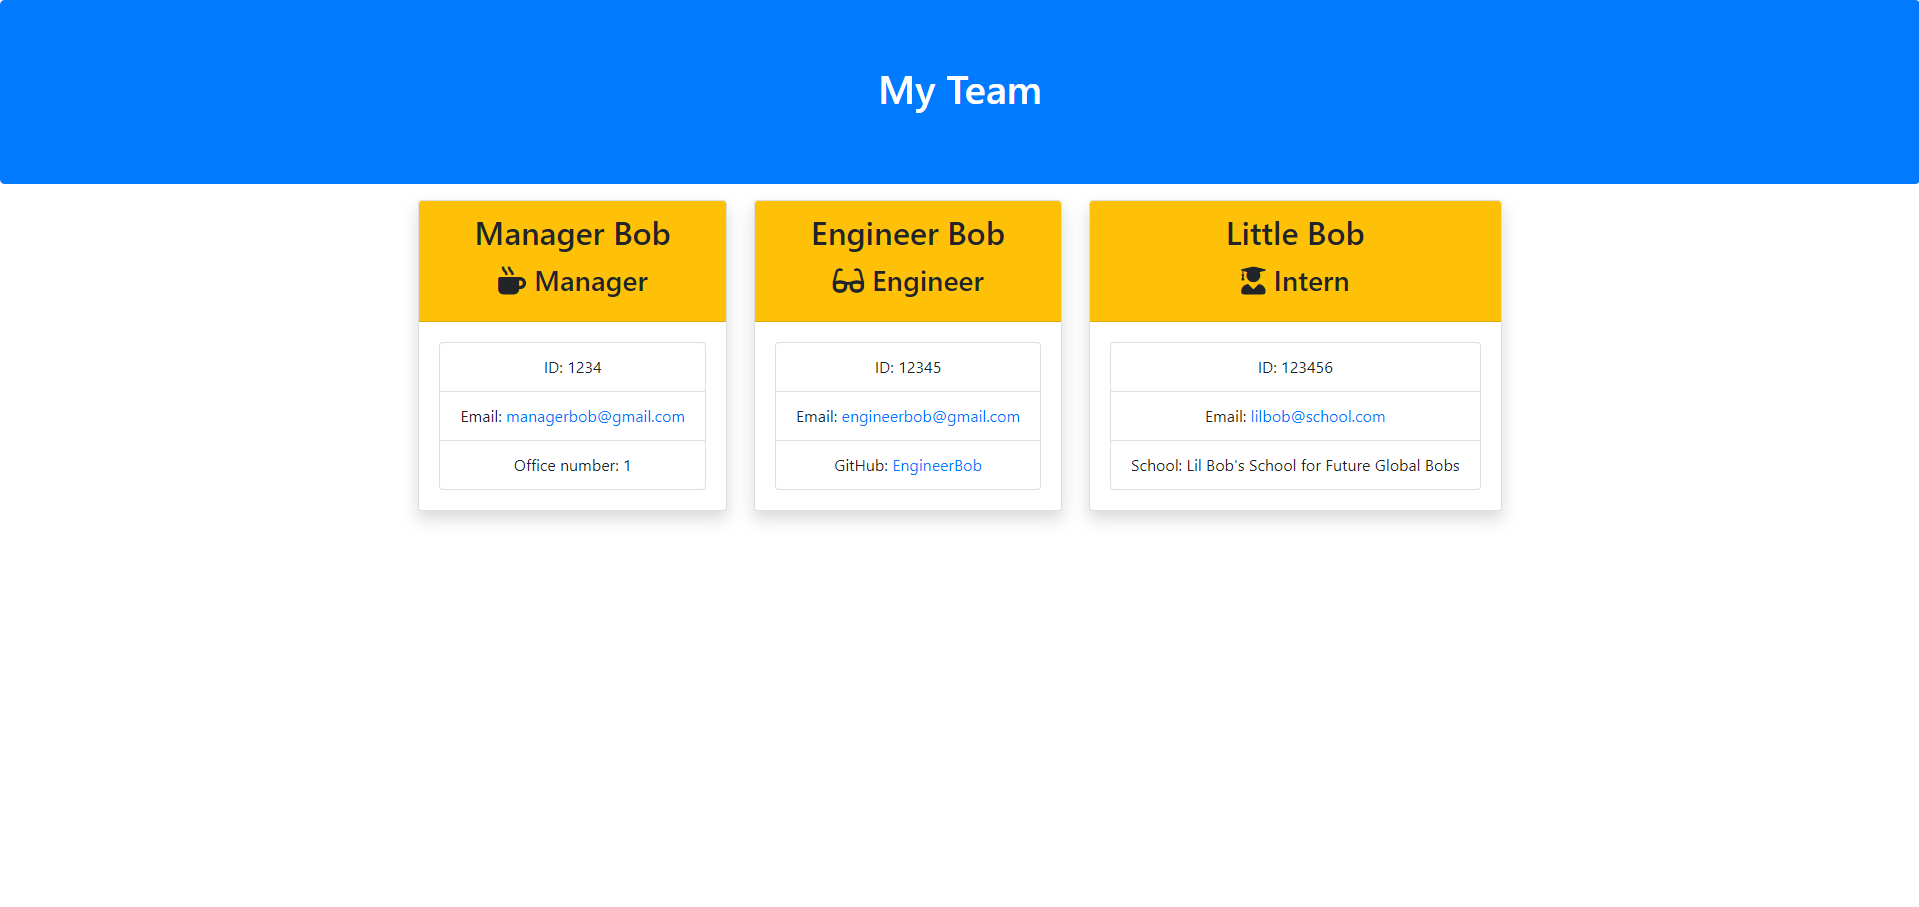 My Team
Manager Bob
Manager
ID: 1234
Email: managerbob@gmail.com
Office number: 1
Engineer Bob
Engineer
ID: 12345
Email: engineerbob@gmail.com
GitHub: EngineerBob
Little Bob
Intern
ID: 123456
Email: lilbob@school.com
School: Lil Bob's School for Future Global Bobs